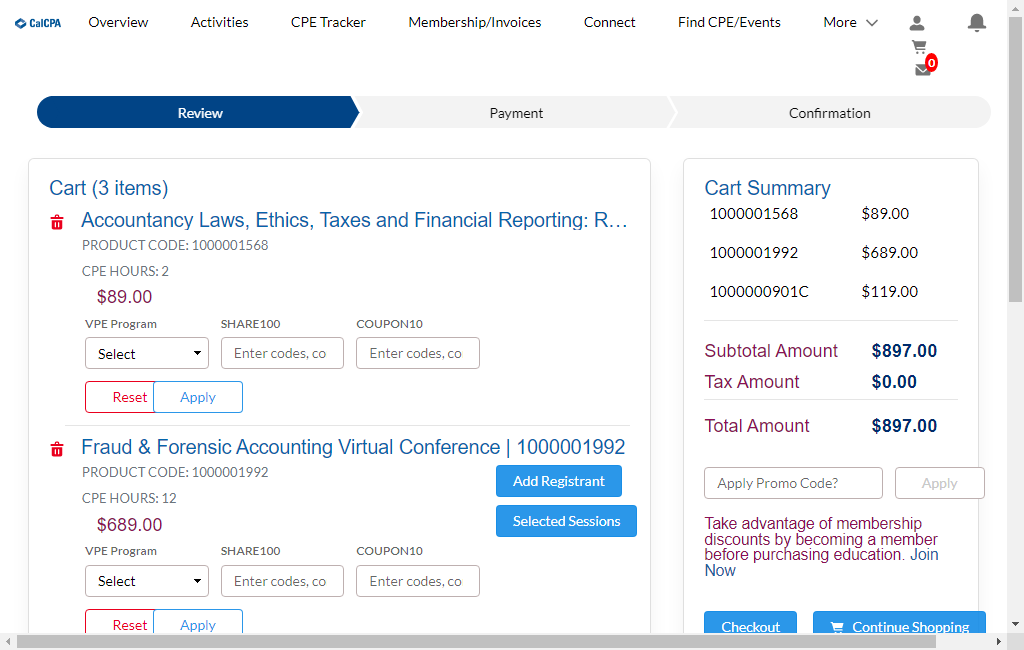 CalCPA
Overview
Activities
CPE Tracker
Membership/Invoices
Connect
Find CPE/Events
More
0
Review
Payment
Confirmation
Cart (3 items)
Accountancy Laws, Ethics, Taxes and Financial Reporting: R...
PRODUCT CODE: 1000001568
CPE HOURS: 2
$89.00
VPE Program
SHARE100
COUPON10
Select
Enter codes, co
Enter codes, co
Reset
Apply
Fraud & Forensic Accounting Virtual Conference | 1000001992
PRODUCT CODE: 1000001992
CPE HOURS: 12
$689.00
Add Registrant
Selected Sessions
VPE Program
SHARE100
COUPON10
Select
Enter codes, co
Enter codes, co
Reset
Apply
Cart Summary
1000001568 $89.00
1000001992 $689.00
1000000901C $119.00
Subtotal Amount $897.00
Tax Amount $0.00
Total Amount $897.00
Apply Promo Code?
Apply
Take advantage of membership
discounts by becoming a member
before purchasing education. Join
Now
Checkout
Continue Shopping